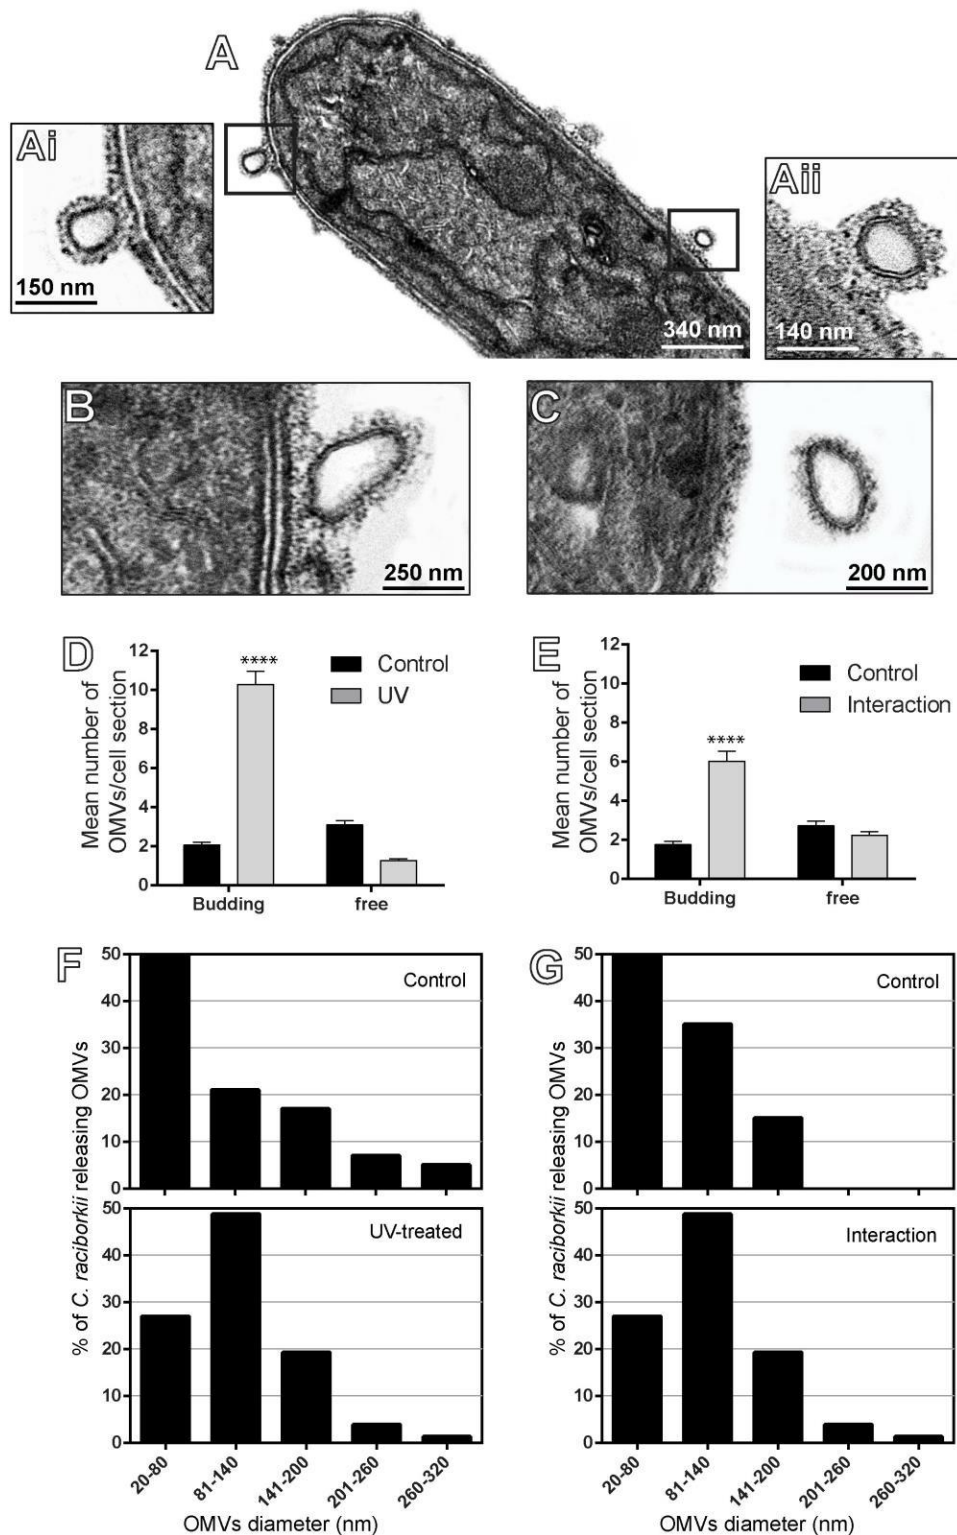 A
Ai
150 nm
340 nm
Aii
140 nm
B
250 nm
C
200 nm
D
Mean number of
OMVs/cell section
12
10
8
6
4
2
0
****
Control
UV
Budding
free
E
Mean number of
OMVs/cell section
12
10
8
6
4
2
0
****
Control
Interaction
Budding
free
F
% of C. raciborkii releasing OMVs
50
40
30
20
10
0
Control
50
40
30
20
10
0
UV-treated
20-80
81-140
141-200
201-260
260-320
OMVs diameter (nm)
G
% of C. raciborkii releasing OMVs
50
40
30
20
10
0
Control
50
40
30
20
10
0
Interaction
20-80
81-140
141-200
201-260
260-320
OMVs diameter (nm)